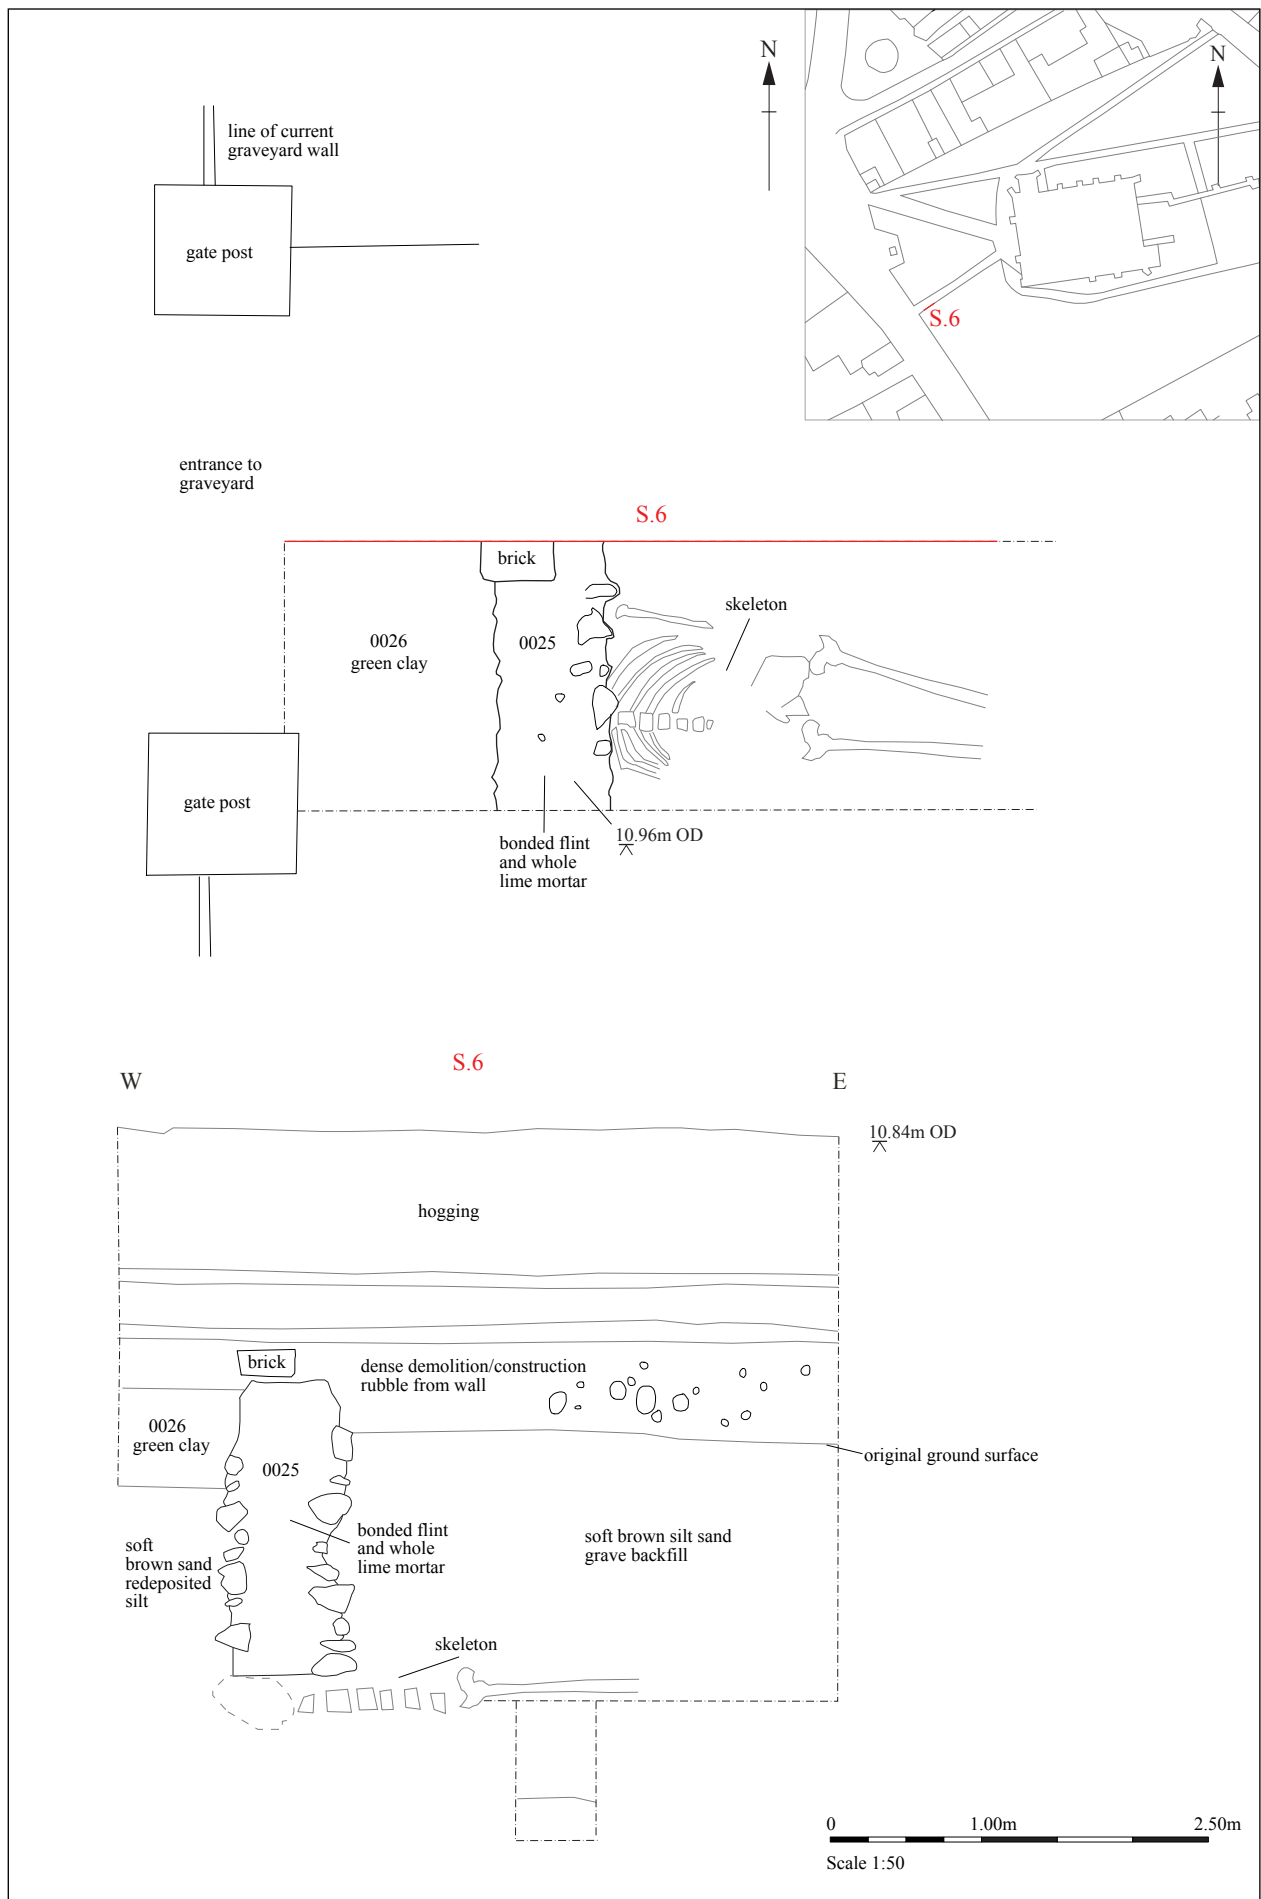 N
N
line of current
graveyard wall
gate post
S.6
entrance to
graveyard
S.6
brick
skeleton
0026
green clay
0025
gate post
10.96m OD
bonded flint
and whole
lime mortar
S.6
W
E
10.84m OD
hogging
brick
dense demolition/construction
rubble from wall
0026
green clay
original ground surface
0025
bonded flint
and whole
lime mortar
soft brown silt sand
grave backfill
soft
brown sand
redeposited
silt
skeleton
0
1.00m
2.50m
Scale 1:50